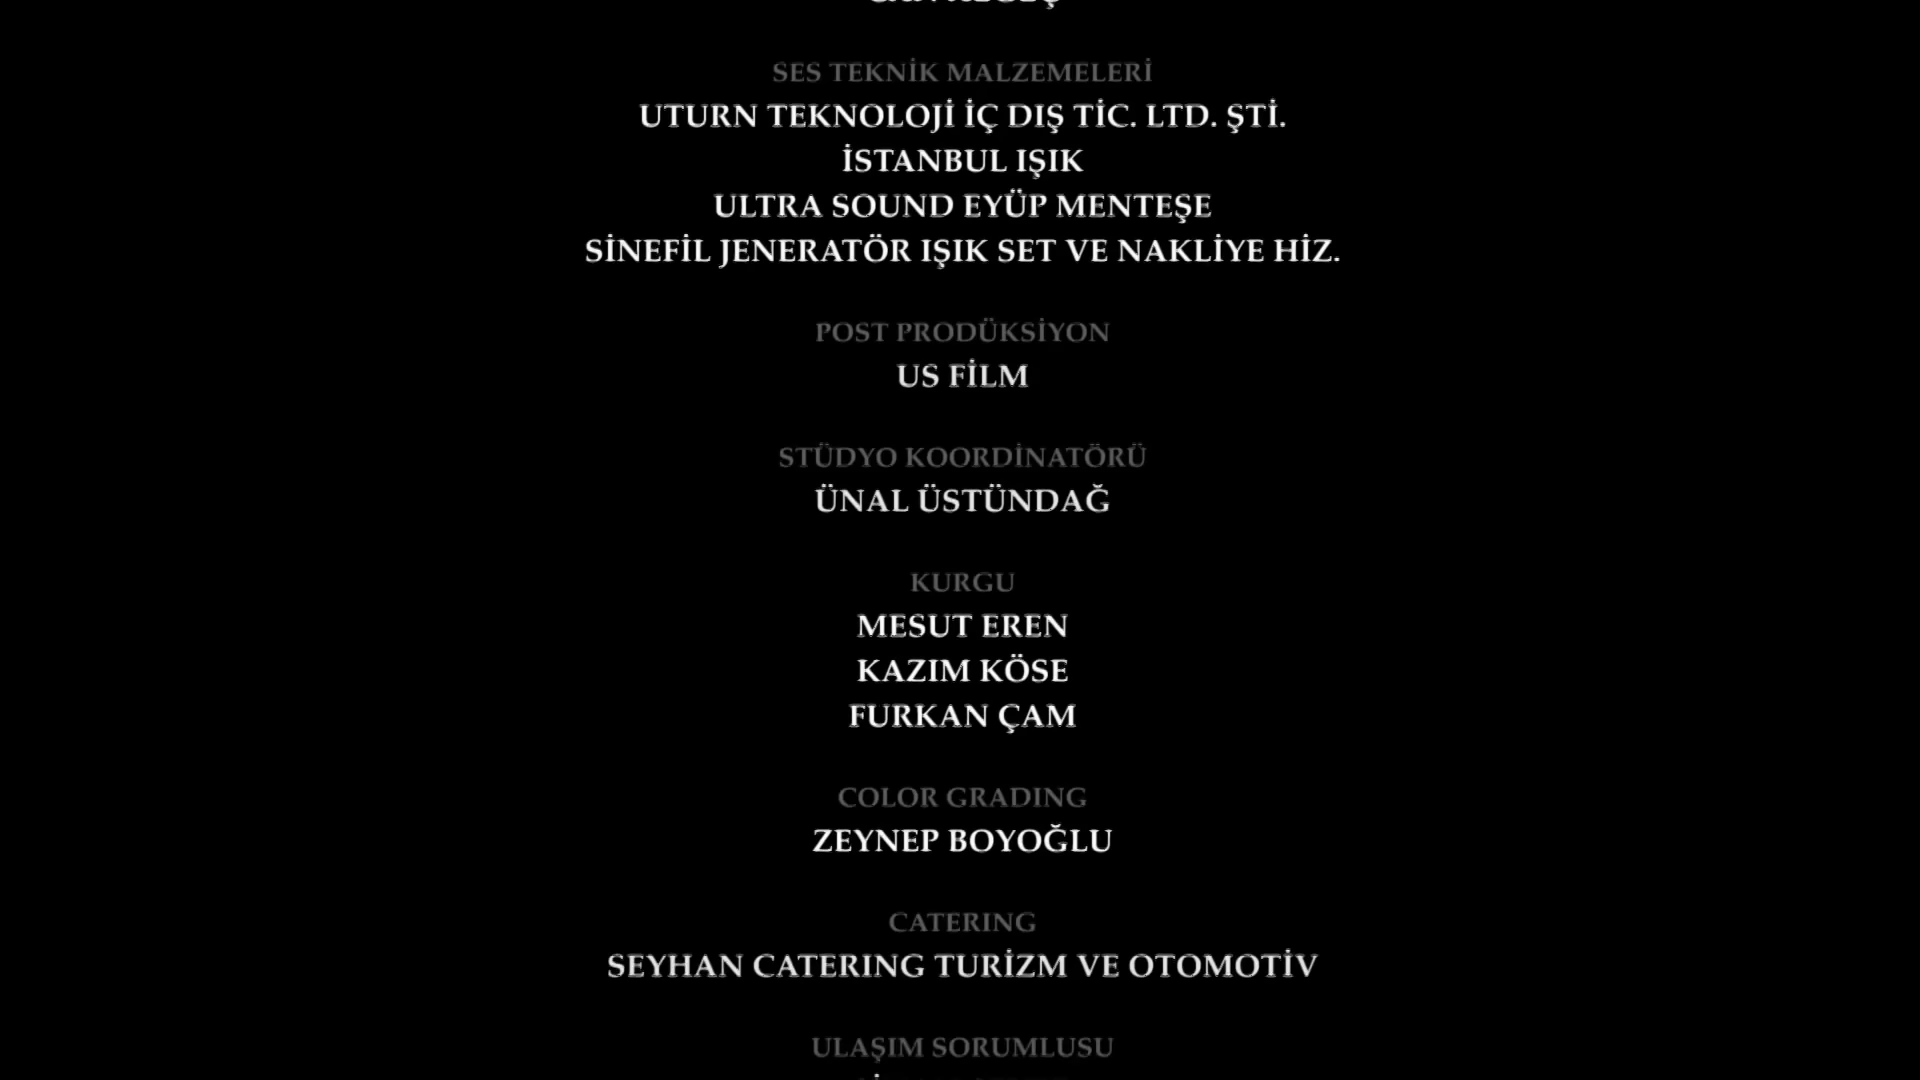 SES TEKNİK MALZEMELERİ
UTURN TEKNOLOJİ İÇ DIŞ TİC. LTD. ŞTİ.
İSTANBUL IŞIK
ULTRA SOUND EYÜP MENTEŞE
SİNEFİL JENERATÖR IŞIK SET VE NAKLİYE HİZ.
POST PRODÜKSİYON
US FİLM
STÜDYO KOORDİNATÖRÜ
ÜNAL ÜSTÜNDAĞ
KURGU
MESUT EREN
KAZIM KÖSE
FURKAN ÇAM
COLOR GRADING
ZEYNEP BOYOĞLU
CATERING
SEYHAN CATERING TURİZM VE OTOMOTİV
ULAŞIM SORUMLUSU